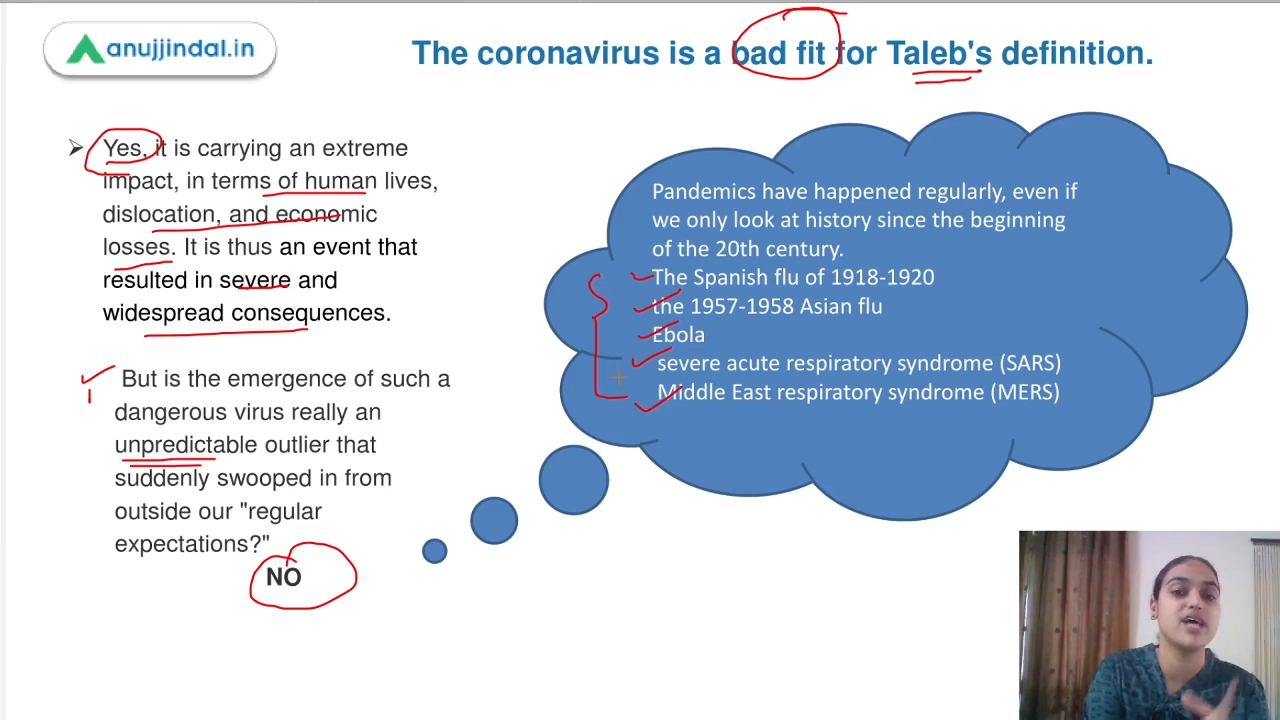 anujjindal.in
The coronavirus is a bad fit for Taleb's definition.
Yes, it is carrying an extreme
impact, in terms of human lives,
dislocation, and economic
losses. It is thus an event that
resulted in severe and
widespread consequences.
But is the emergence of such a
dangerous virus really an
unpredictable outlier that
suddenly swooped in from
outside our "regular
expectations?"
NO
Pandemics have happened regularly, even if
we only look at history since the beginning
of the 20th century.
The Spanish flu of 1918-1920
the 1957-1958 Asian flu
Ebola
severe acute respiratory syndrome (SARS)
Middle East respiratory syndrome (MERS)